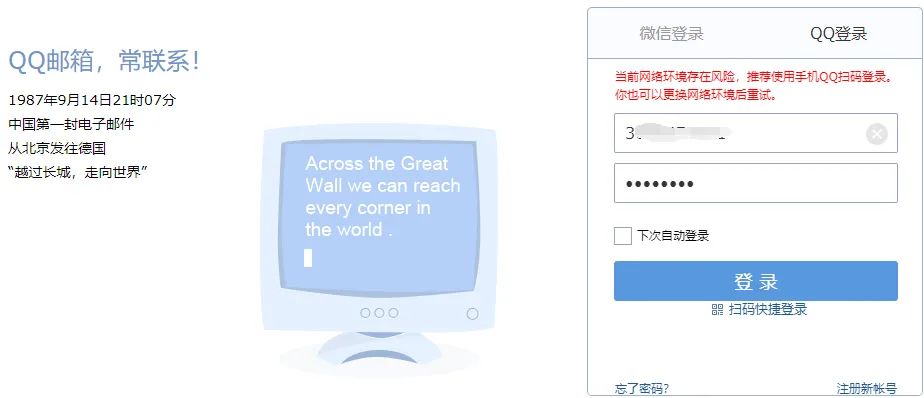 QQ邮箱，常联系！
1987年9月14日21时07分
中国第一封电子邮件
从北京发往德国
“越过长城，走向世界”
Across the Great
Wall we can reach
every corner in
the world .
微信登录
QQ登录
当前网络环境存在风险，推荐使用手机QQ扫码登录。
你也可以更换网络环境后重试。
下次自动登录
登 录
扫码快捷登录
忘了密码？
注册新帐号